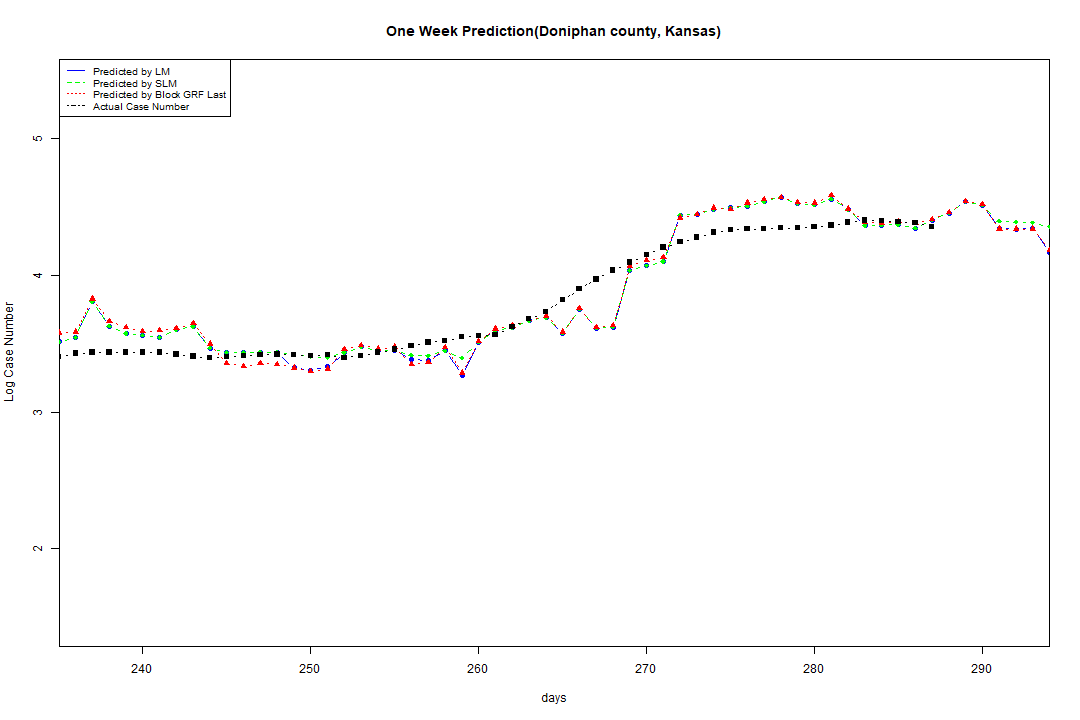 One Week Prediction(Doniphan county, Kansas)
Predicted by LM
Predicted by SLM
Predicted by Block GRF Last
Actual Case Number
5
4
3
2
Log Case Number
240 250 260 270 280 290
days